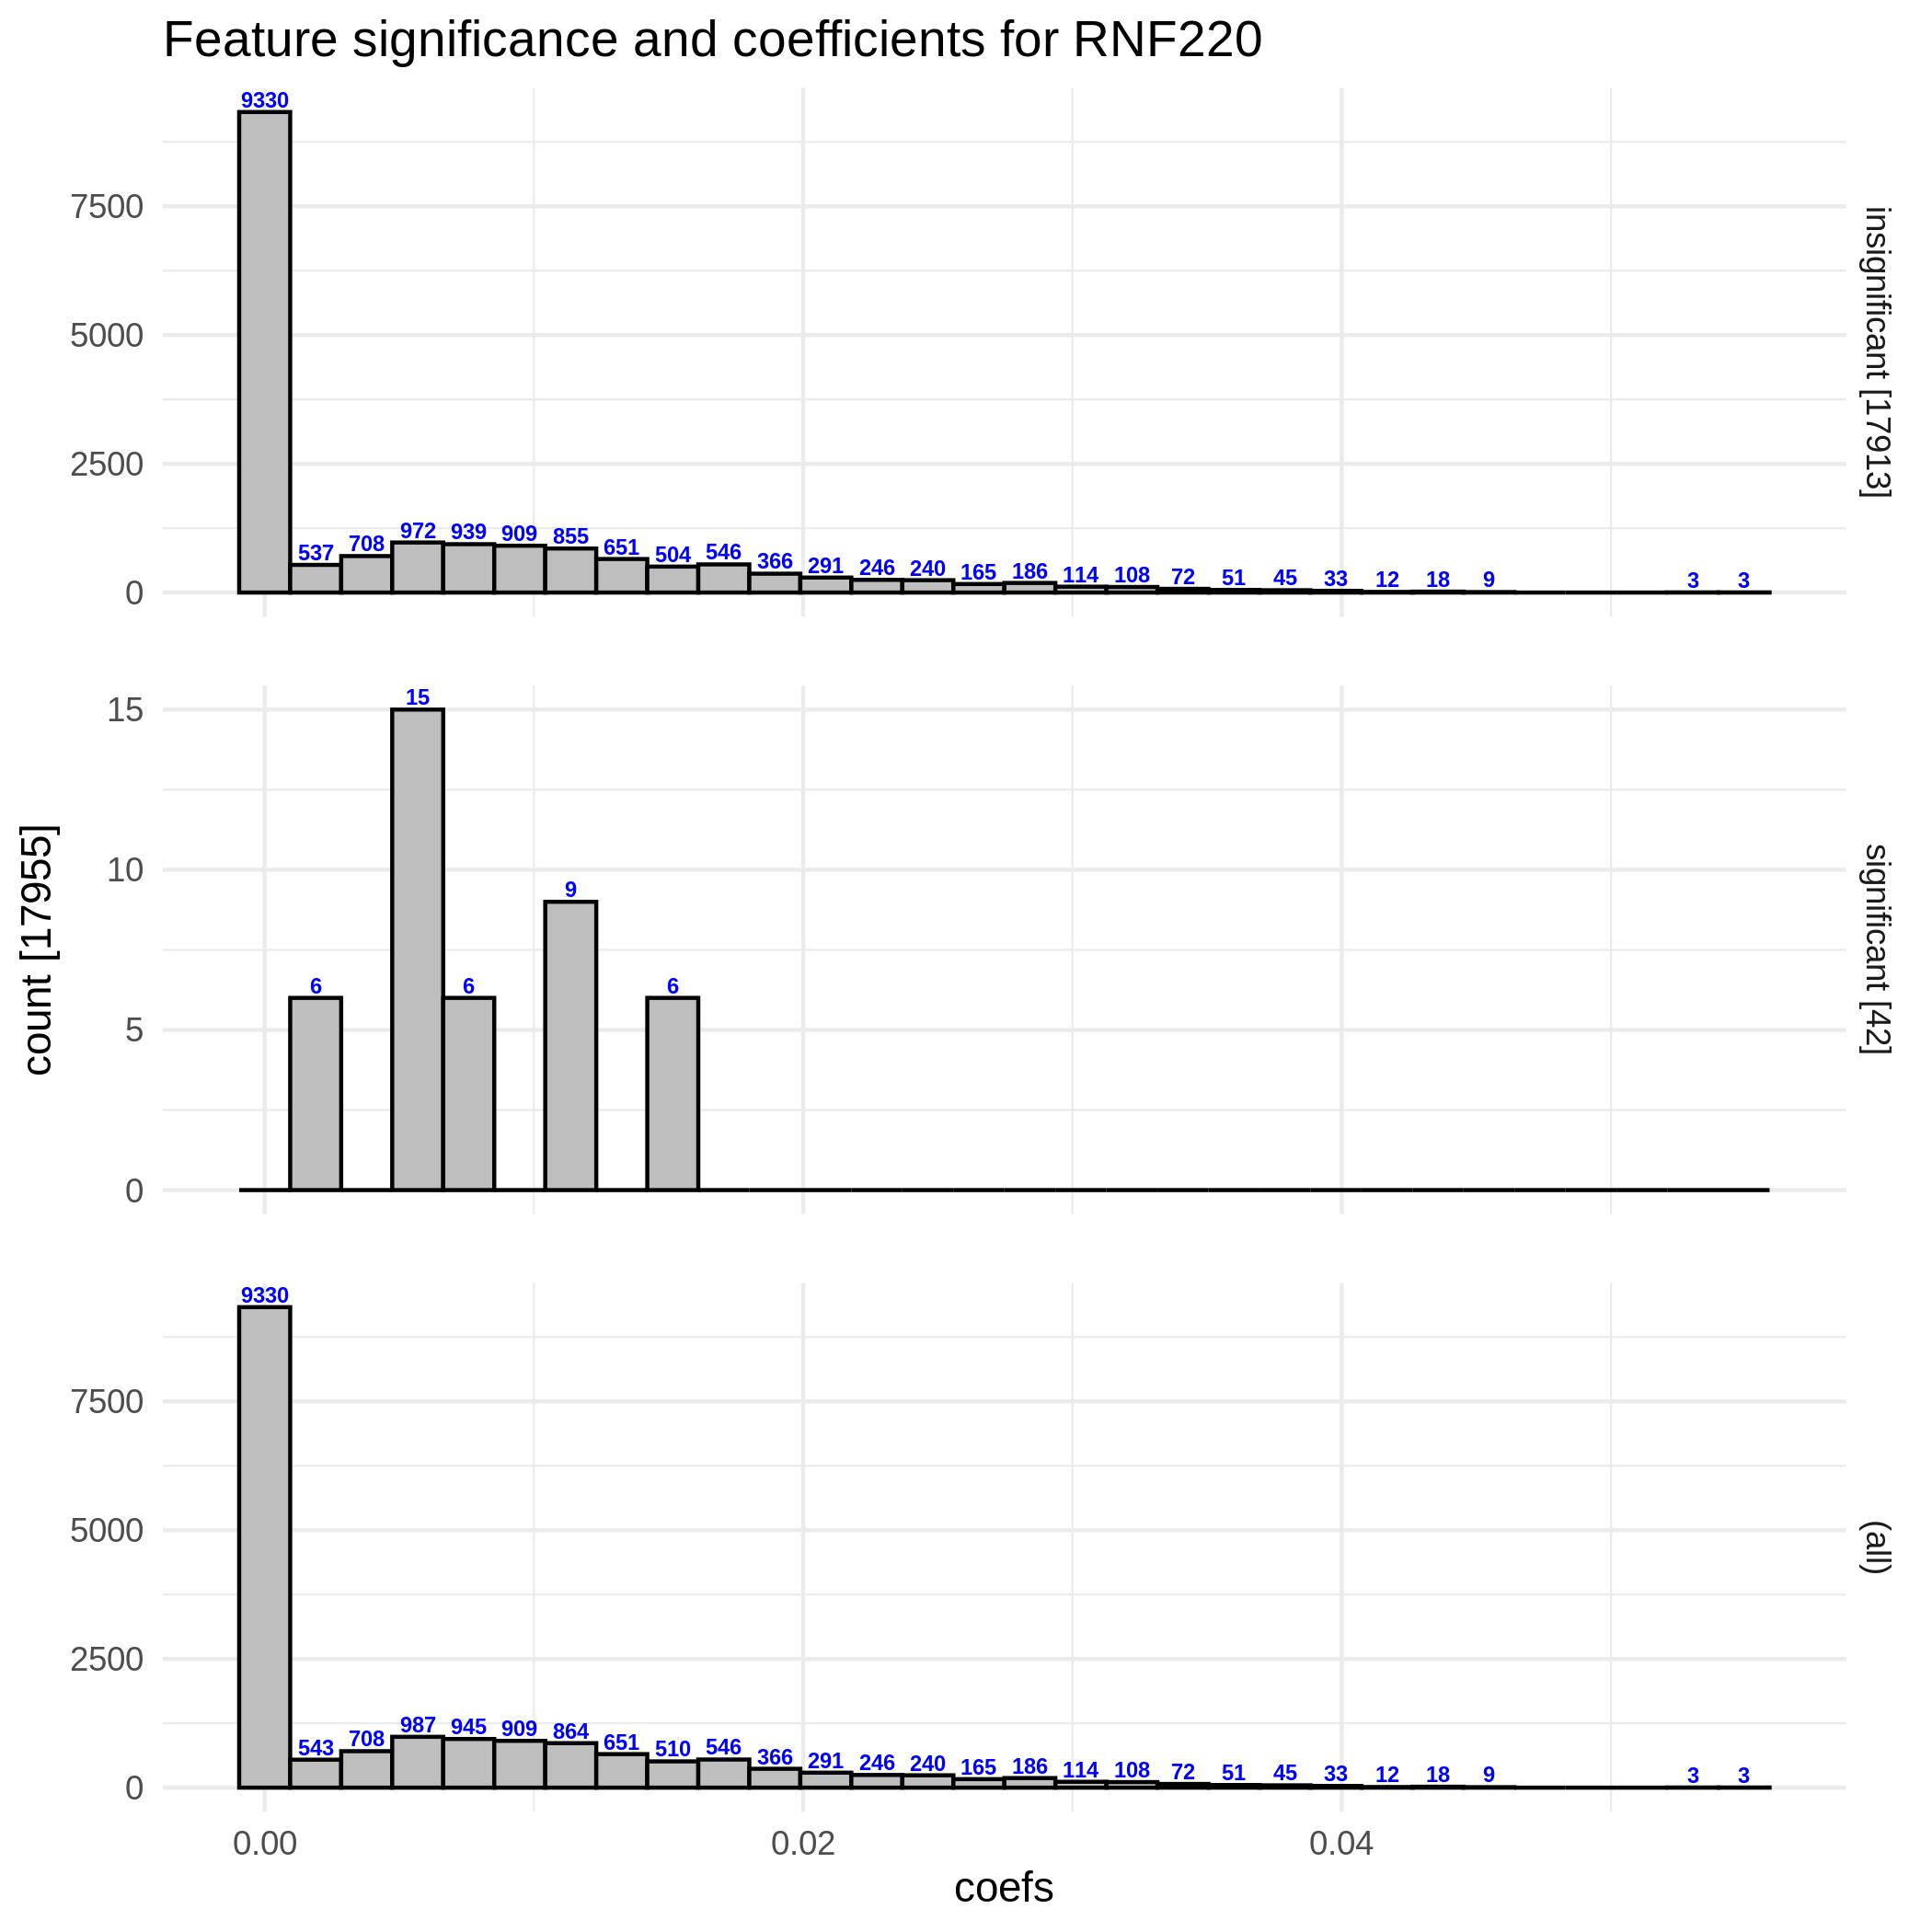 Feature significance and coefficients for RNF220
9330
537 708 972 939 909 855 651 504 546 366 291 246 240 165 186 114 108 72 51 45 33 12 18 9 3 3
7500
5000
2500
0
insignificant [17913]
15
6 6 9 6
15
10
5
0
significant [42]
count [17955]
9330
543 708 987 945 909 864 651 510 546 366 291 246 240 165 186 114 108 72 51 45 33 12 18 9 3 3
7500
5000
2500
0
(all)
0.00 0.02 0.04
coefs